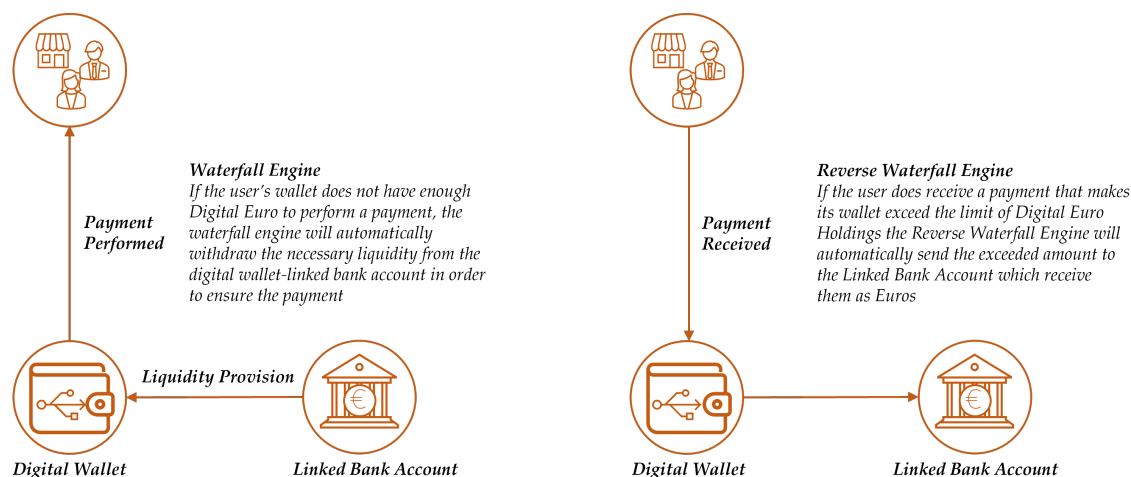 Waterfall Engine
If the user's wallet does not have enough
Digital Euro to perform a payment, the
waterfall engine will automatically
withdraw the necessary liquidity from the
digital wallet-linked bank account in order
to ensure the payment
Payment
Performed
Liquidity Provision
€
Digital Wallet
Linked Bank Account
Reverse Waterfall Engine
If the user does receive a payment that makes
its wallet exceed the limit of Digital Euro
Holdings the Reverse Waterfall Engine will
automatically send the exceeded amount to
the Linked Bank Account which receive
them as Euros
Payment
Received
€
Digital Wallet
Linked Bank Account